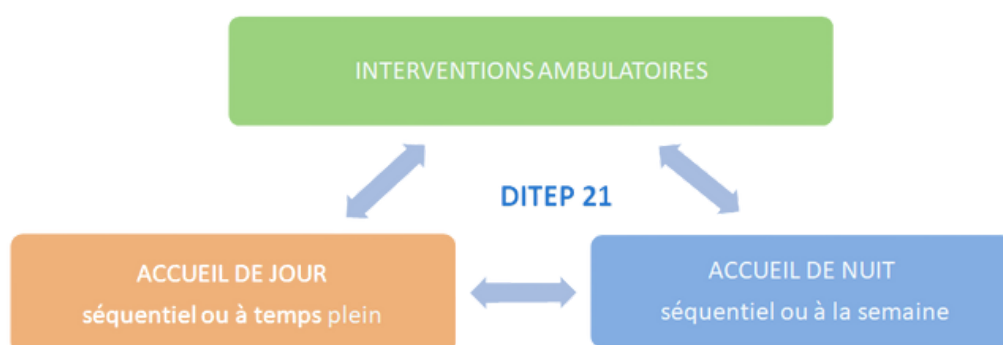 INTERVENTIONS AMBULATOIRES
DITEP 21
ACCUEIL DE JOUR
séquentiel ou à temps plein
ACCUEIL DE NUIT
séquentiel ou à la semaine